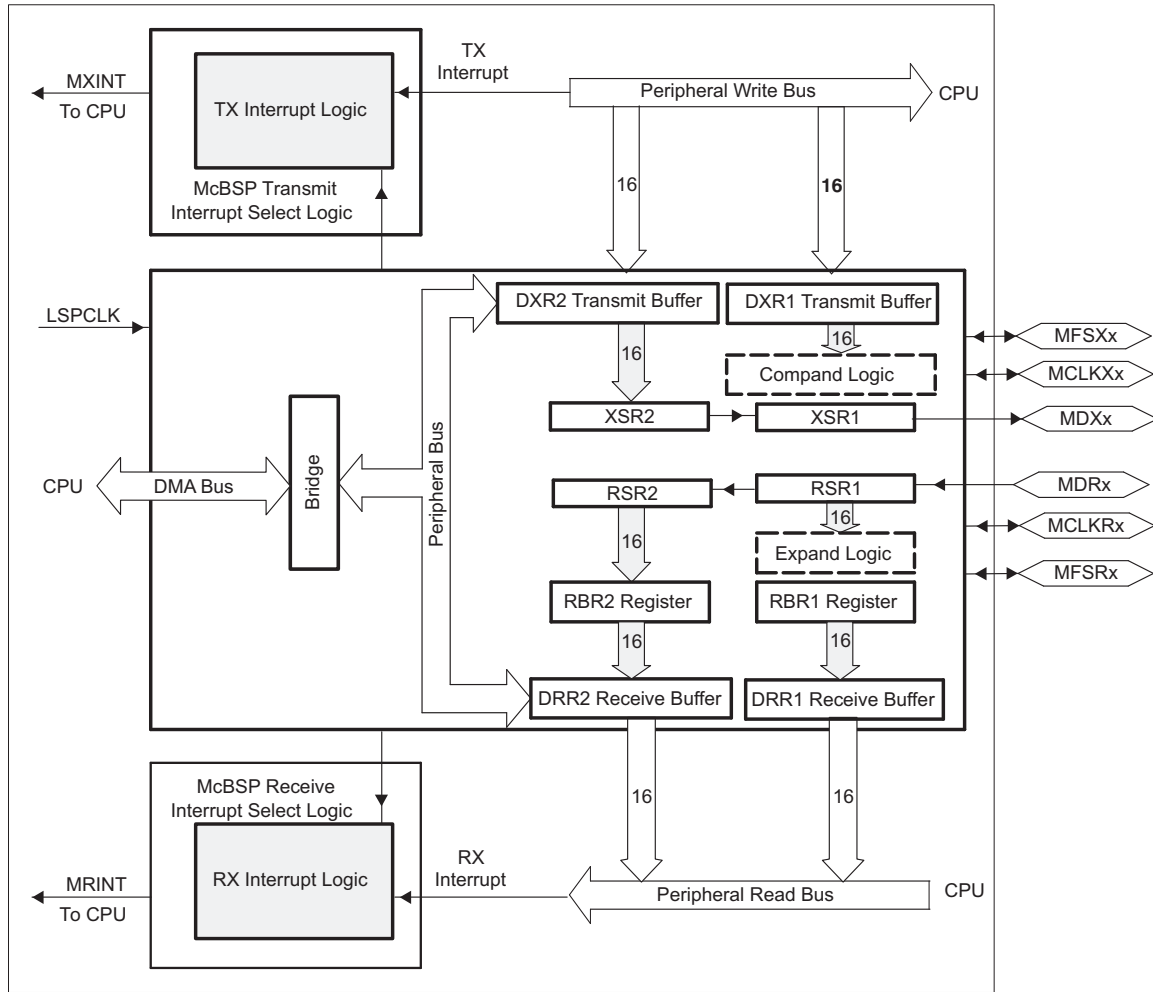 MXINT
To CPU
TX Interrupt Logic
McBSP Transmit
Interrupt Select Logic
TX
Interrupt
Peripheral Write Bus
CPU
16
16
LSPCLK
DXR2 Transmit Buffer
DXR1 Transmit Buffer
16
16
Compand Logic
XSR2
XSR1
MFSXx
MCLKXx
MDXx
CPU
DMA Bus
Bridge
Peripheral Bus
RSR2
RSR1
16
16
Expand Logic
MDRx
MCLKRx
MFSRx
RBR2 Register
RBR1 Register
16
16
DRR2 Receive Buffer
DRR1 Receive Buffer
16
16
McBSP Receive
Interrupt Select Logic
RX Interrupt Logic
MRINT
To CPU
RX
Interrupt
Peripheral Read Bus
CPU